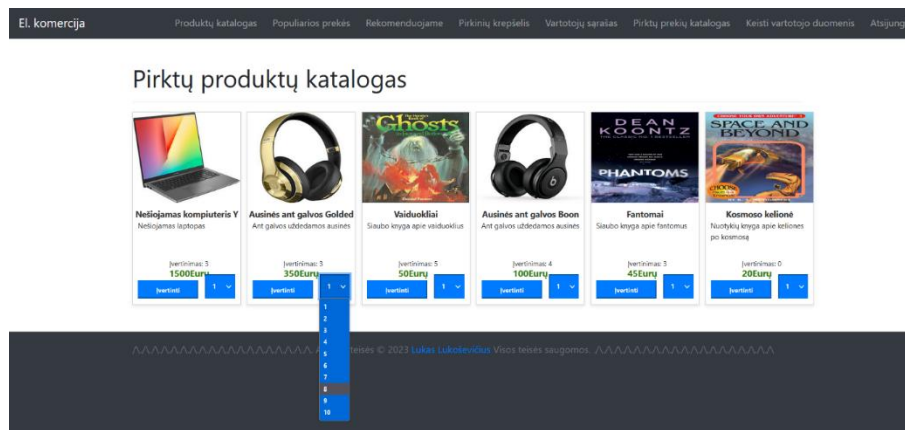 El. komercija
Produktų katalogas Populiarios prekės Rekomenduojame Pirkinių krepšelis Vartotojų sąrašas Pirktų prekių katalogas Keisti vartotojo duomenis Atsijung
Pirktų produktų katalogas
Ghosts
DEAN
KOONTZ
PHANTOMS
SPACE AND
BEYOND
Nešiojamas kompiuteris Y
Nešiojamas laptopas
Įvertinimas: 3
1500Eurų
Įvertinti 1
Ausinės ant galvos Golded
Ant galvos uždedamos ausinės
Įvertinimas: 3
350Eurų
Įvertinti 1
1
2
3
4
5
6
7
8
9
10
Vaiduokliai
Siaubo knyga apie vaiduoklius
Įvertinimas: 5
50Eurų
Įvertinti 1
Ausinės ant galvos Boon
Ant galvos uždedamos ausinės
Įvertinimas: 4
100Eurų
Įvertinti 1
Fantomai
Siaubo knyga apie fantomus
Įvertinimas: 3
45Eurų
Įvertinti 1
Kosmoso kelionė
Nuotykių knyga apie keliones
po kosmosą
Įvertinimas: 0
20Eurų
Įvertinti 1
teisės © 2023 Lukas Lukoševičius Visos teisės saugomos.